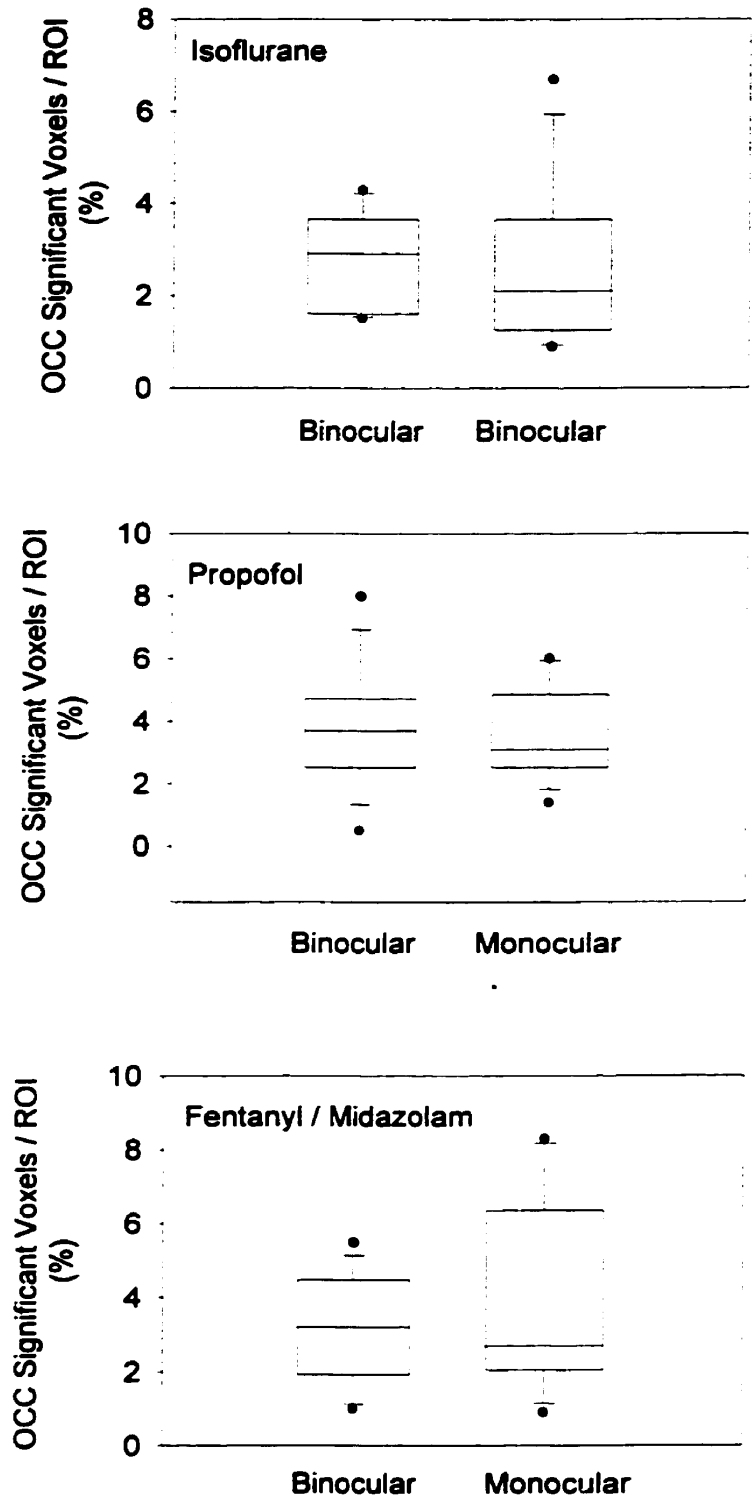 8
Isoflurane
6
4
2
0
OCC Significant Voxels / ROI
(%)
Binocular Binocular
10
Propofol
8
6
4
2
0
OCC Significant Voxels / ROI
(%)
Binocular Monocular
10
Fentanyl / Midazolam
8
6
4
2
0
OCC Significant Voxels / ROI
(%)
Binocular Monocular